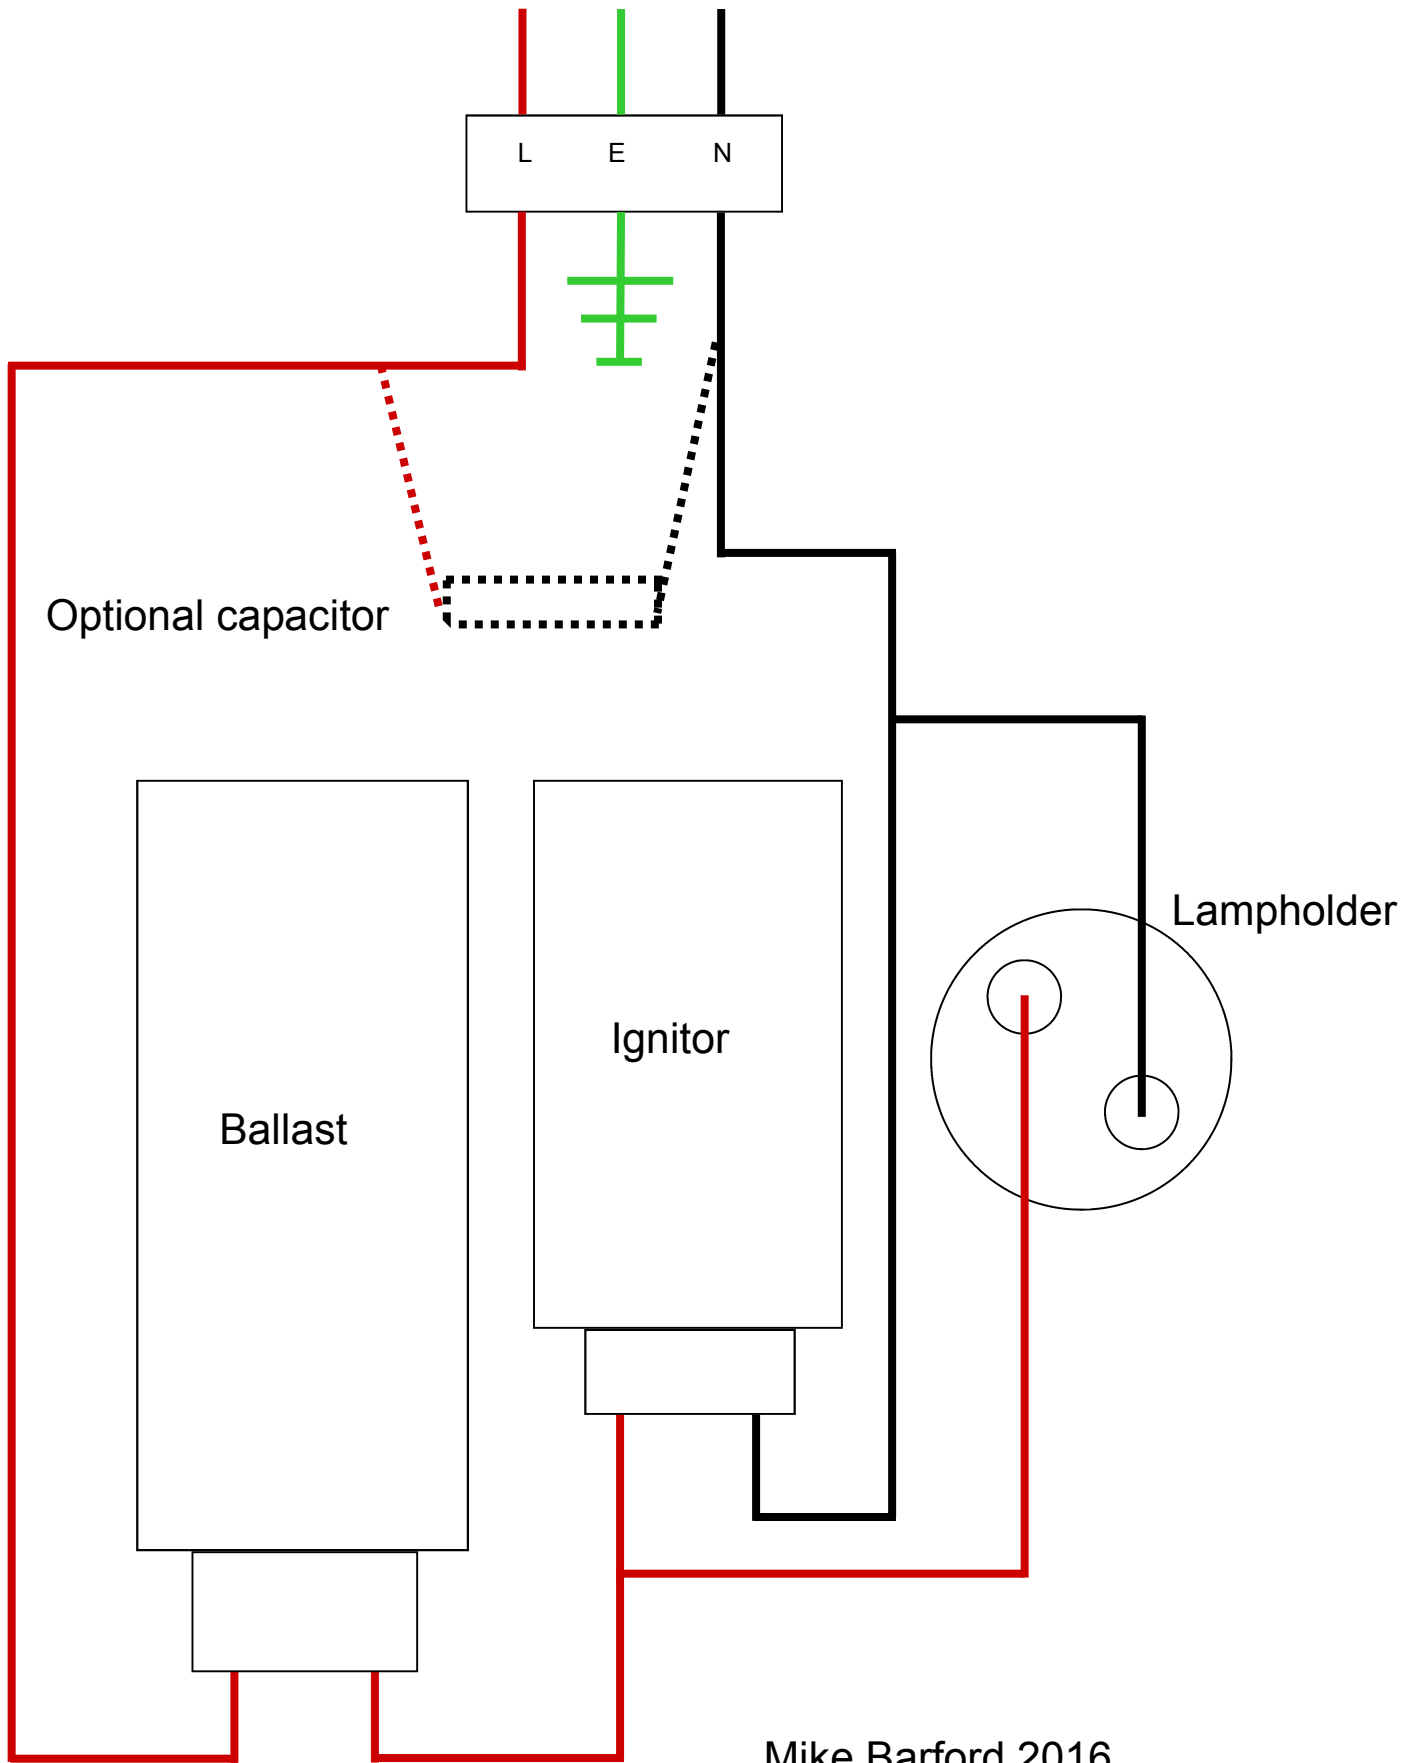 L E N
Optional capacitor
Lampholder
Ignitor
Ballast
Mike Barford 2016